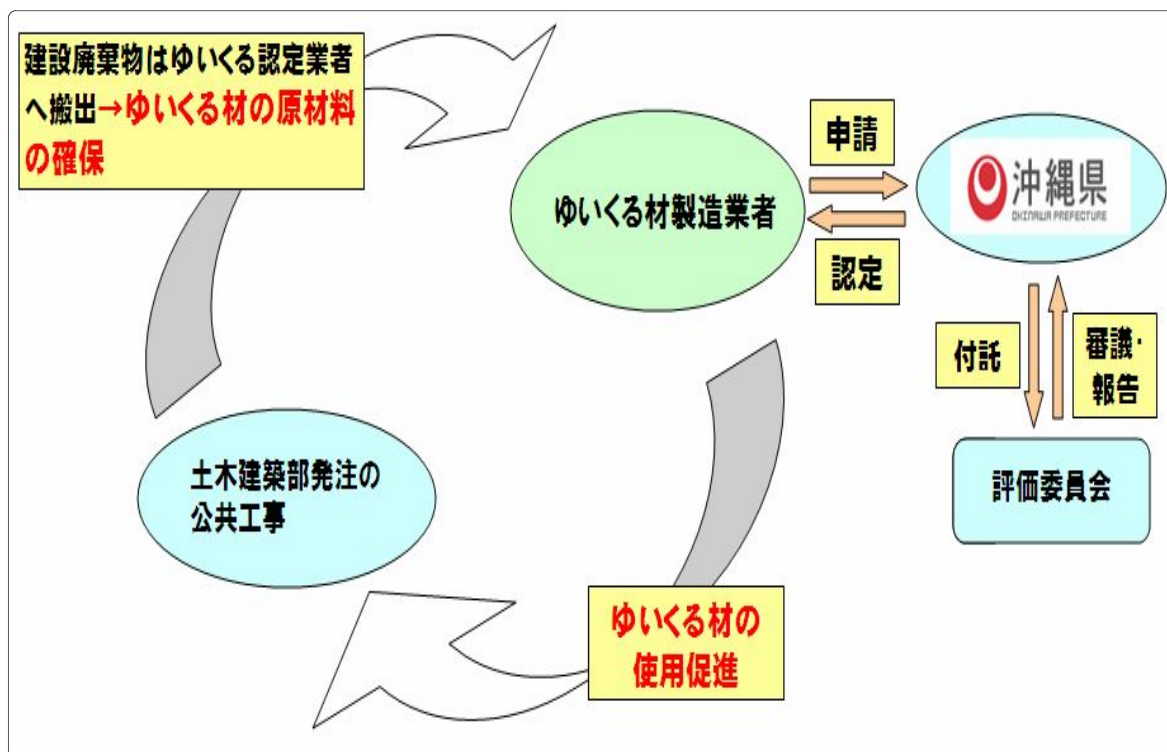 建設廃棄物はゆいくる認定業者
へ搬出→ゆいくる材の原材料
の確保
申請
沖縄県
OKINAWA PREFECTURE
ゆいくる材製造業者
認定
付託
審議・
報告
土木建築部発注の
公共工事
評価委員会
ゆいくる材の
使用促進